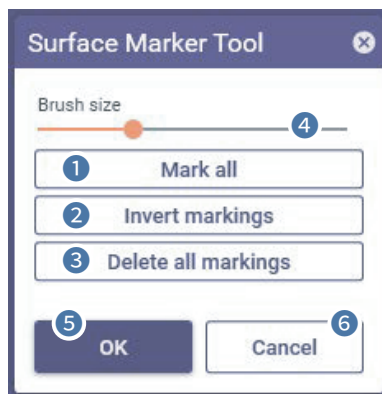 Surface Marker Tool
Brush size
4
1 Mark all
2 Invert markings
3 Delete all markings
5 6
OK Cancel